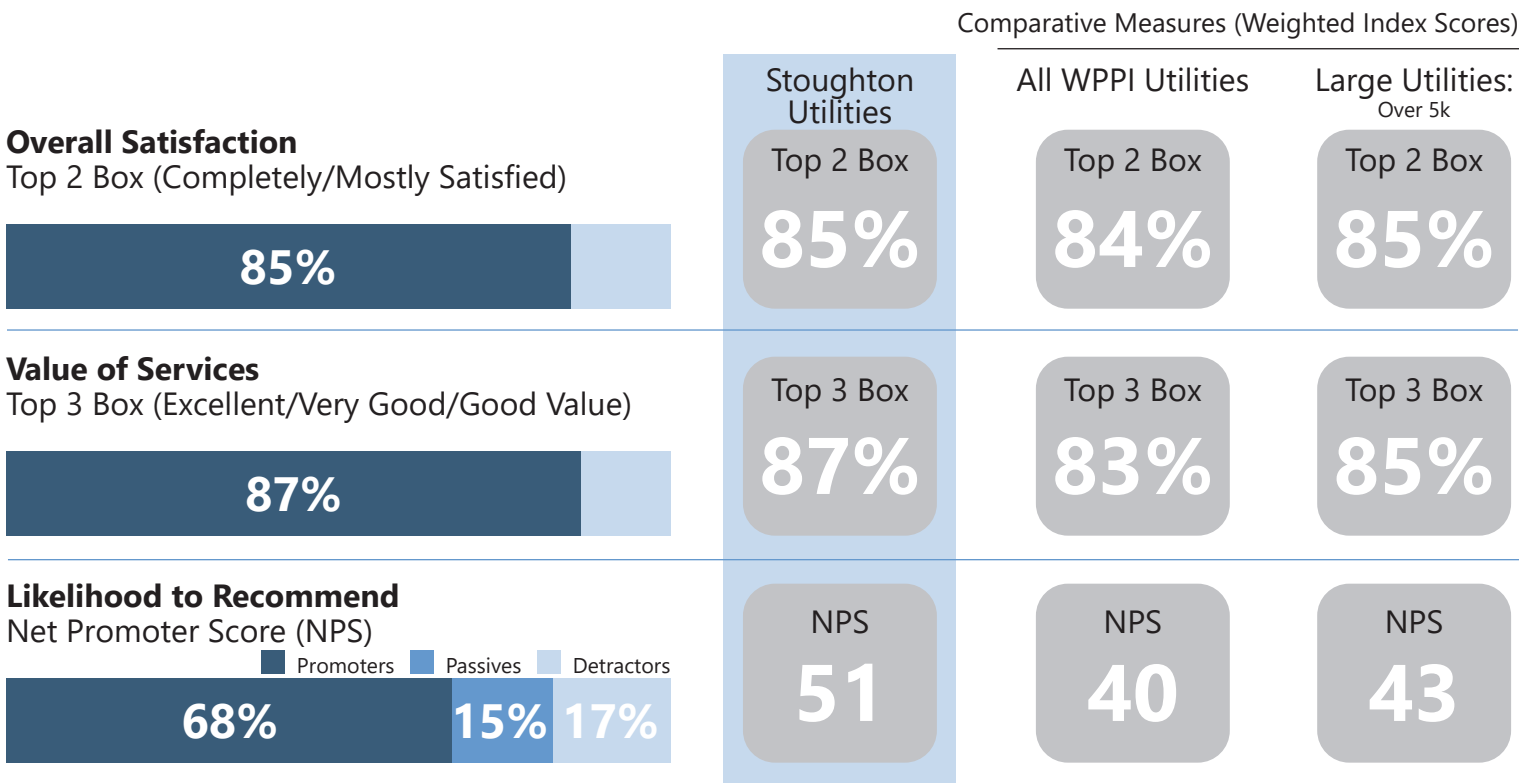 Comparative Measures (Weighted Index Scores)
Stoughton
Utilities
All WPPI Utilities
Large Utilities:
Over 5k
Overall Satisfaction
Top 2 Box (Completely/Mostly Satisfied)
85%
Top 2 Box
85%
Top 2 Box
84%
Top 2 Box
85%
Value of Services
Top 3 Box (Excellent/Very Good/Good Value)
87%
Top 3 Box
87%
Top 3 Box
83%
Top 3 Box
85%
Likelihood to Recommend
Net Promoter Score (NPS)
Promoters Passives Detractors
68% 15% 17%
NPS
51
NPS
40
NPS
43